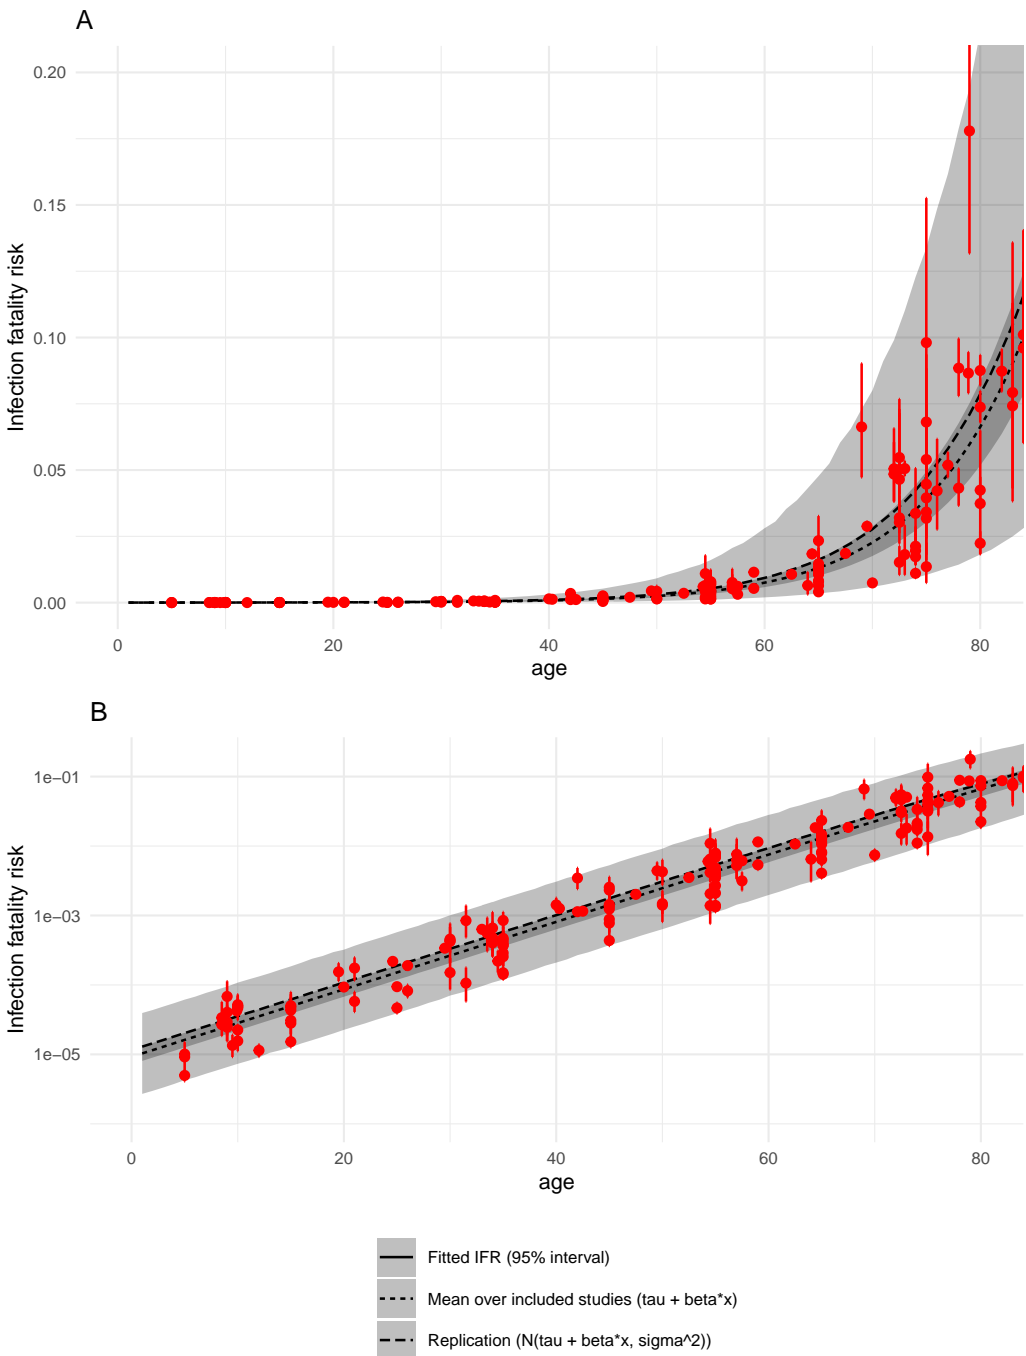 A
0.20
0.15
0.10
0.05
0.00
Infection fatality risk
0 20 40 60 80
age
B
1e−01
1e−03
1e−05
Infection fatality risk
0 20 40 60 80
age
Fitted IFR (95% interval)
Mean over included studies (tau + beta*x)
Replication (N(tau + beta*x, sigma^2))